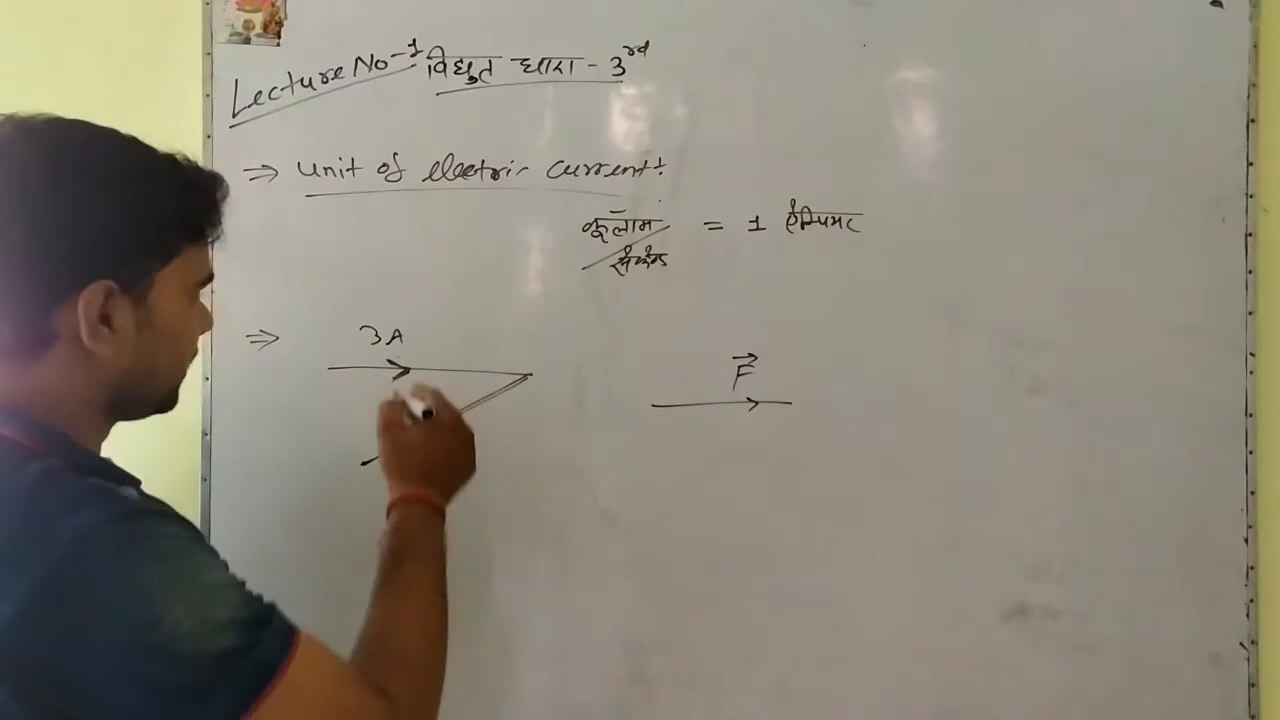 Lecture No-1 विधुत धारा - 3rd
⇒ Unit of electric current:
कूलॉम = 1 ऐम्पियर
सेकेंड
⇒ 3A
F